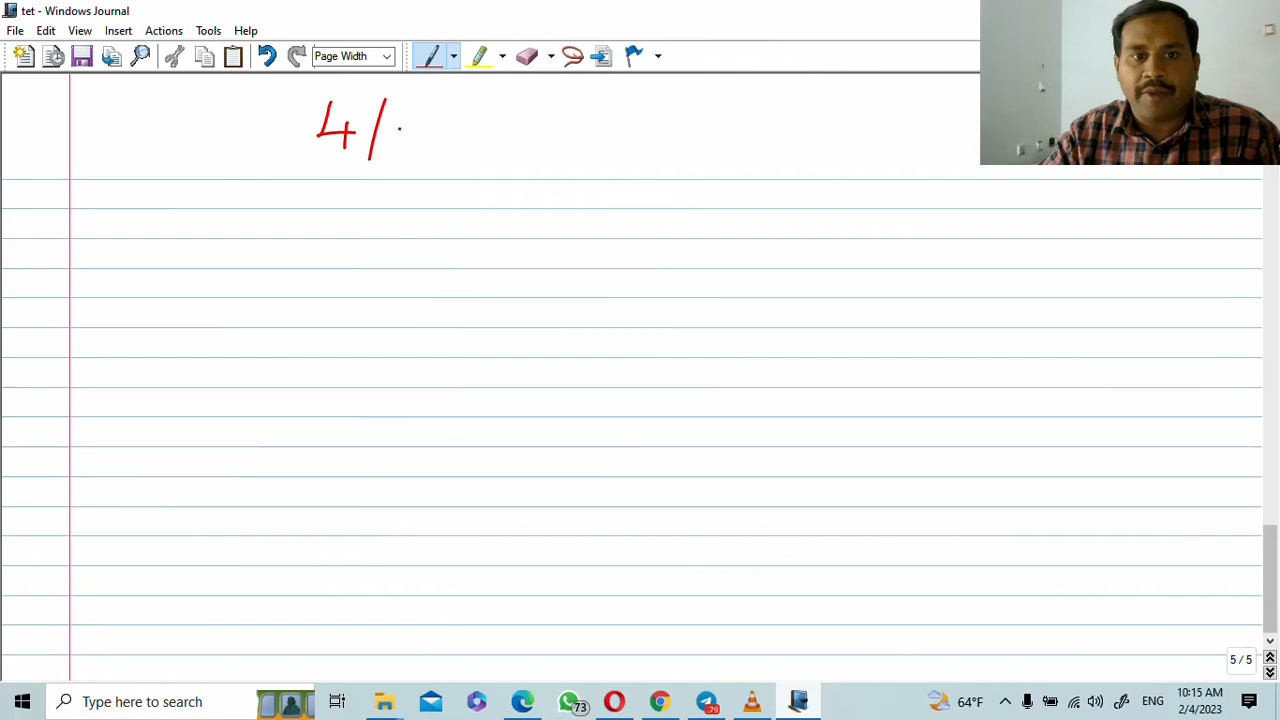 tet - Windows Journal
File Edit View Insert Actions Tools Help
Page Width
4/.
5 / 5
Type here to search
73
79
64°F
ENG
10:15 AM
2/4/2023